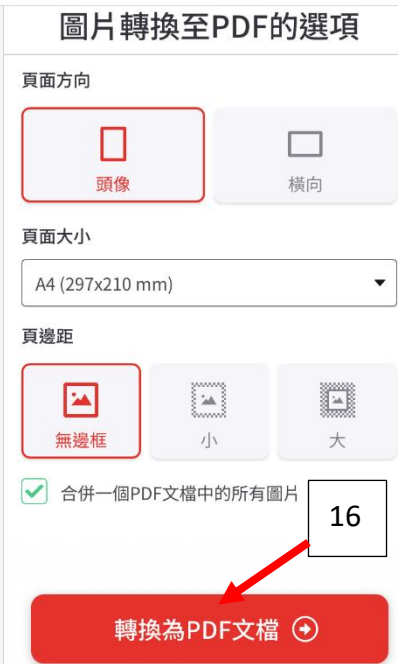 圖片轉換至PDF的選項
頁面方向
頭像
橫向
頁面大小
A4 (297x210 mm)
頁邊距
無邊框
小
大
合併一個PDF文檔中的所有圖片
16
轉換為PDF文檔